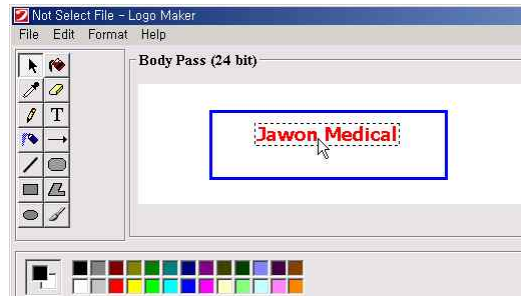 Not Select File - Logo Maker
File Edit Format Help
Body Pass (24 bit)
T
Jawon Medical